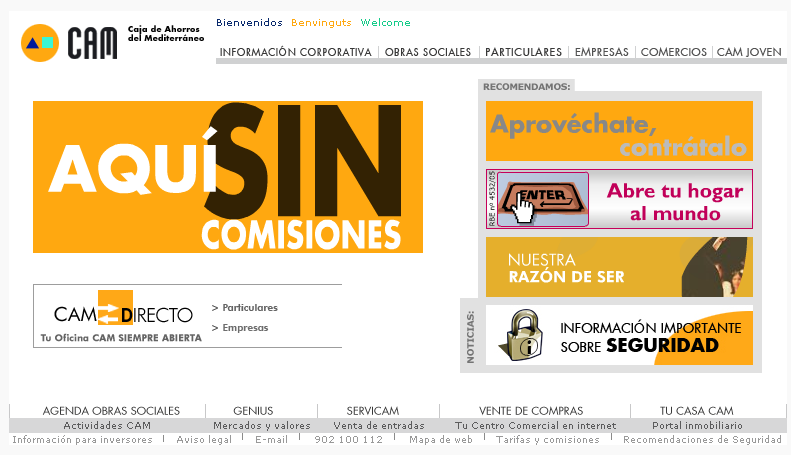 CAM
Caja de Ahorros
del Mediterráneo
Bienvenidos Benvinguts Welcome
INFORMACIÓN CORPORATIVA OBRAS SOCIALES PARTICULARES EMPRESAS COMERCIOS CAM JOVEN
AQUÍ SIN
COMISIONES
CAM DIRECTO
Tu Oficina CAM SIEMPRE ABIERTA
> Particulares
> Empresas
RECOMENDAMOS:
Aprovéchate,
contrátalo
RBE nº 4532/05
ENTER
Abre tu hogar
al mundo
NUESTRA
RAZÓN DE SER
NOTICIAS:
INFORMACIÓN IMPORTANTE
SOBRE SEGURIDAD
AGENDA OBRAS SOCIALES GENIUS SERVICAM VENTE DE COMPRAS TU CASA CAM
Actividades CAM Mercados y valores Venta de entradas Tu Centro Comercial en internet Portal inmobiliario
Información para inversores Aviso legal E-mail 902 100 112 Mapa de web Tarifas y comisiones Recomendaciones de Seguridad